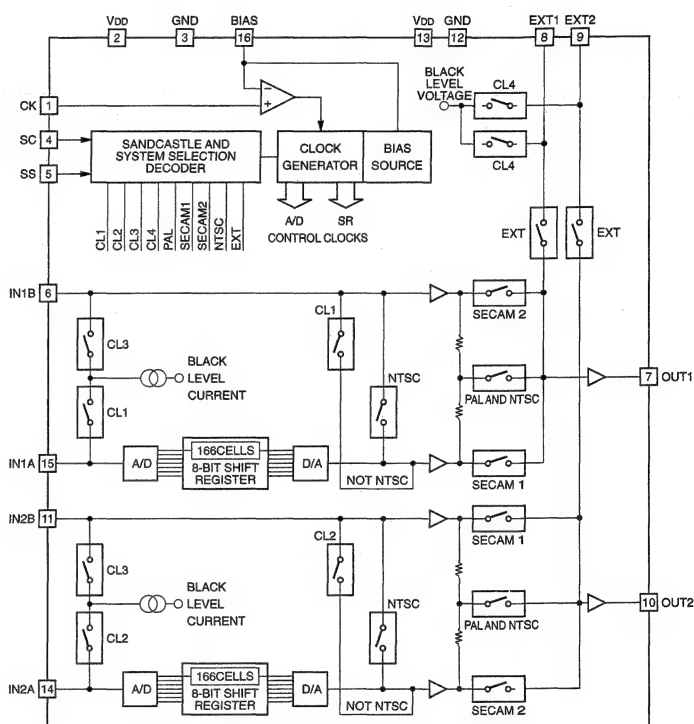 VDD GND BIAS VDD GND EXT1 EXT2
2 3 16 13 12 8 9
BLACK
LEVEL
VOLTAGE
CL4
CL4
CK 1
SC 4
SS 5
− +
SANDCASTLE AND
SYSTEM SELECTION
DECODER
CLOCK
GENERATOR
BIAS
SOURCE
CL1
CL2
CL3
CL4
PAL
SECAM1
SECAM2
NTSC
EXT
A/D SR
CONTROL CLOCKS
EXT EXT
IN1B 6
CL3
CL1
BLACK
LEVEL
CURRENT
CL1
NTSC
SECAM 2
PAL AND NTSC
7 OUT1
IN1A 15
A/D
166CELLS
8-BIT SHIFT
REGISTER
D/A
NOT NTSC
SECAM 1
IN2B 11
CL3
CL2
BLACK
LEVEL
CURRENT
CL2
NTSC
SECAM 1
PAL AND NTSC
10 OUT2
IN2A 14
A/D
166CELLS
8-BIT SHIFT
REGISTER
D/A
NOT NTSC
SECAM 2